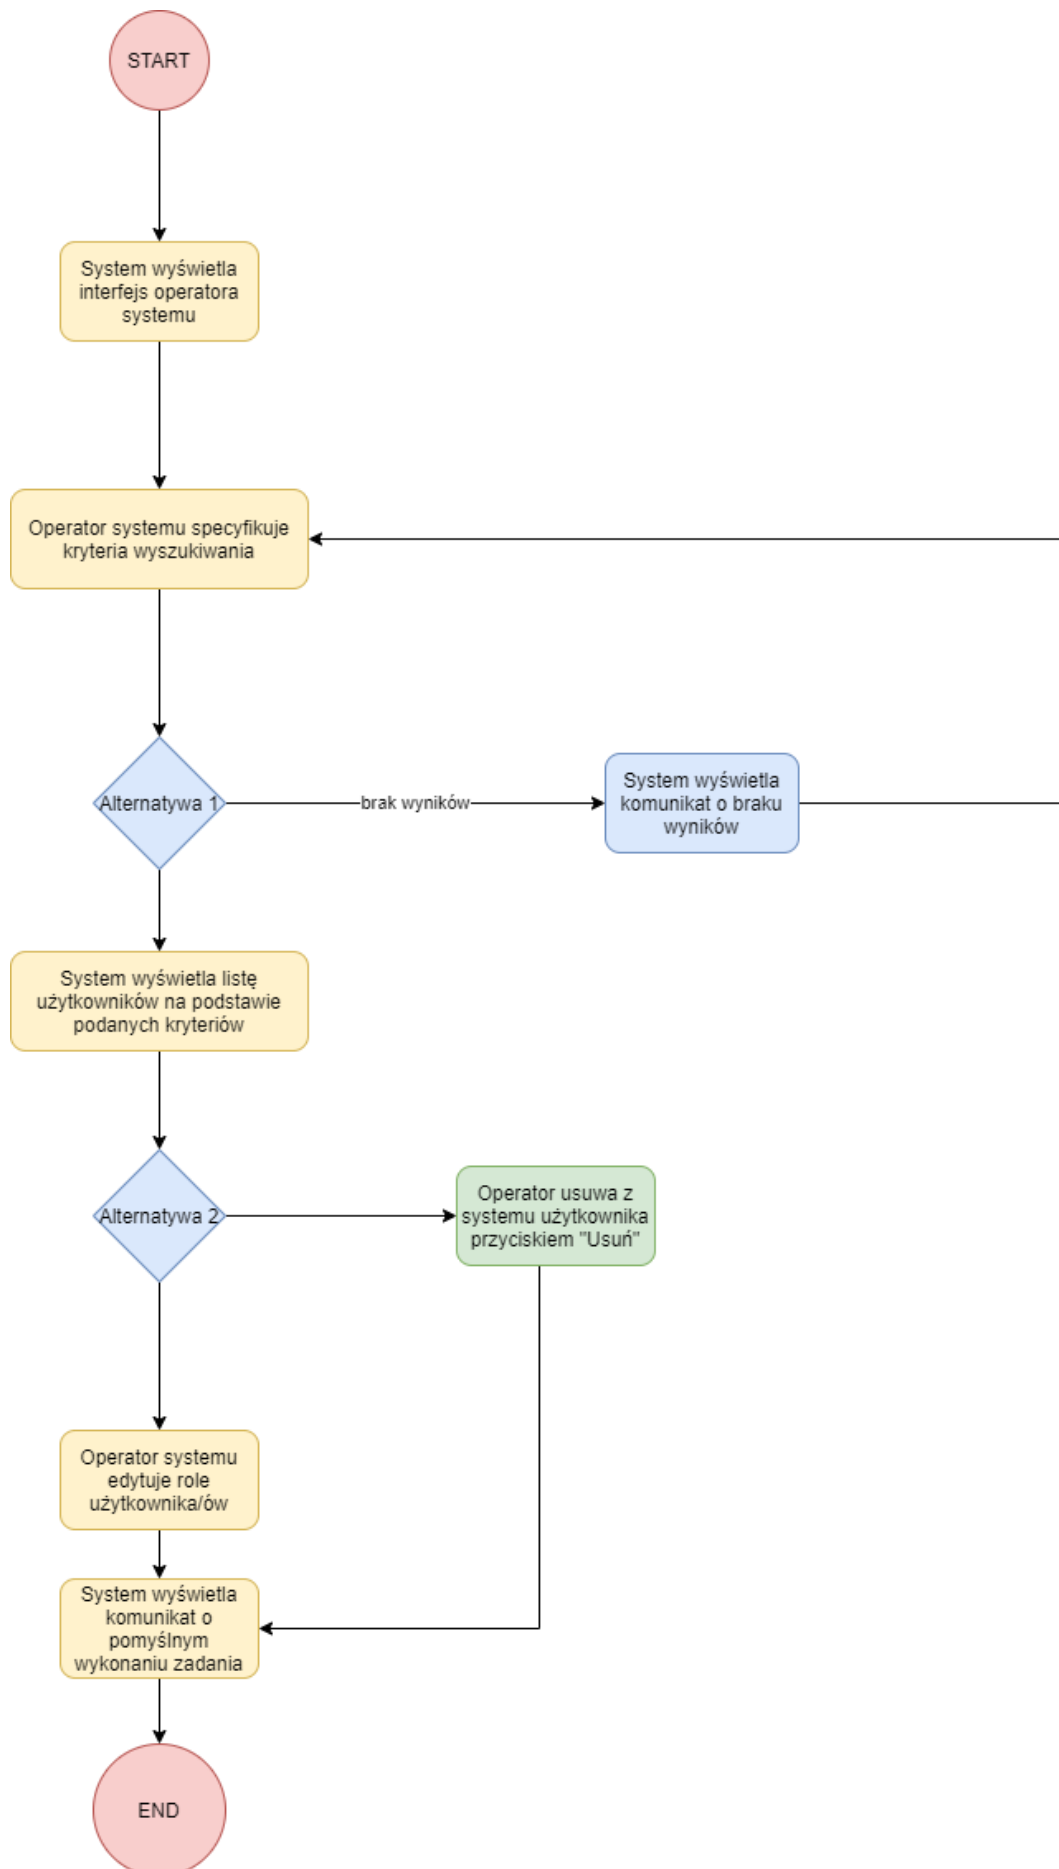 START
System wyświetla
interfejs operatora
systemu
Operator systemu specyfikuje
kryteria wyszukiwania
Alternatywa 1
brak wyników
System wyświetla
komunikat o braku
wyników
System wyświetla listę
użytkowników na podstawie
podanych kryteriów
Alternatywa 2
Operator usuwa z
systemu użytkownika
przyciskiem "Usuń"
Operator systemu
edytuje role
użytkownika/ów
System wyświetla
komunikat o
pomyślnym
wykonaniu zadania
END